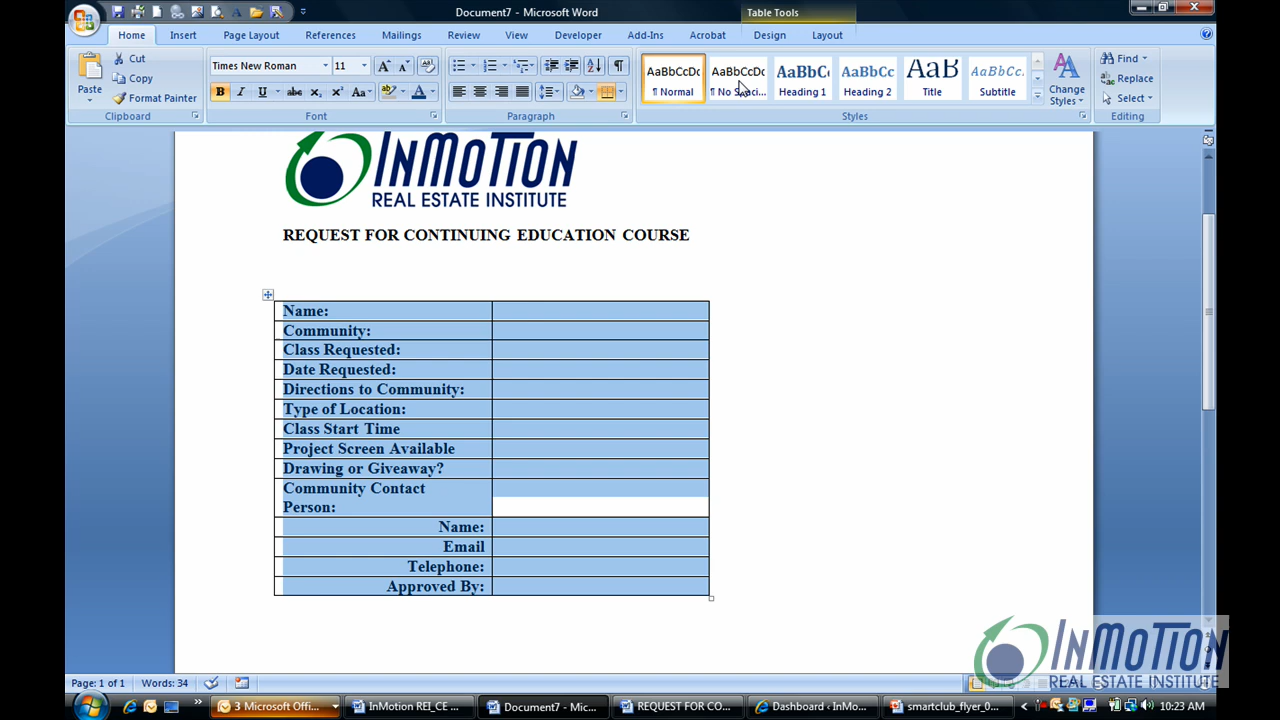 Document7 - Microsoft Word
Table Tools
Home Insert Page Layout References Mailings Review View Developer Add-Ins Acrobat Design Layout
Paste
Cut
Copy
Format Painter
Clipboard
Times New Roman 11
Font
Paragraph
AaBbCcDc AaBbCcDc AaBbC AaBbCc AaB AaBbCc.
¶ Normal ¶ No Spaci... Heading 1 Heading 2 Title Subtitle
Styles
Change Styles
Find
Replace
Select
Editing
INMOTION
REAL ESTATE INSTITUTE
REQUEST FOR CONTINUING EDUCATION COURSE
Name:
Community:
Class Requested:
Date Requested:
Directions to Community:
Type of Location:
Class Start Time
Project Screen Available
Drawing or Giveaway?
Community Contact
Person:
Name:
Email
Telephone:
Approved By:
INMOTION
REAL ESTATE INSTITUTE
Page: 1 of 1 Words: 34
3 Microsoft Offi... InMotion REI_CE ... Document7 - Mic... REQUEST FOR CO... Dashboard ‹ InMo... smartclub_flyer_0... 10:23 AM